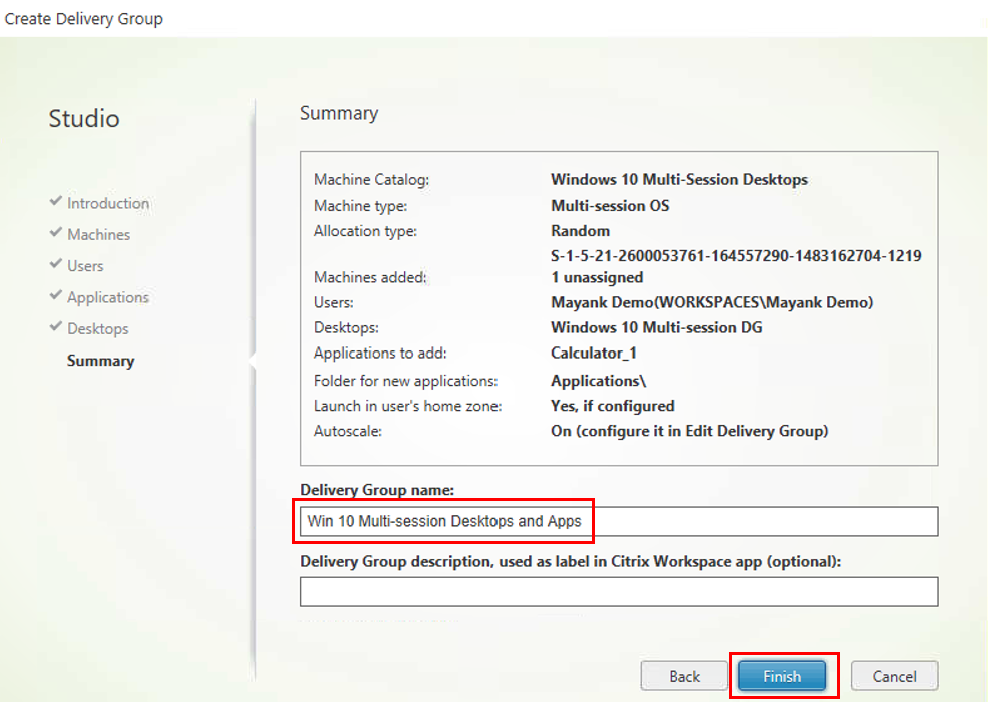 Create Delivery Group
Studio
Introduction
Machines
Users
Applications
Desktops
Summary
Summary
Machine Catalog: Windows 10 Multi-Session Desktops
Machine type: Multi-session OS
Allocation type: Random
S-1-5-21-2600053761-164557290-1483162704-1219
Machines added: 1 unassigned
Users: Mayank Demo(WORKSPACES\Mayank Demo)
Desktops: Windows 10 Multi-session DG
Applications to add: Calculator_1
Folder for new applications: Applications\
Launch in user's home zone: Yes, if configured
Autoscale: On (configure it in Edit Delivery Group)
Delivery Group name:
Win 10 Multi-session Desktops and Apps
Delivery Group description, used as label in Citrix Workspace app (optional):
Back Finish Cancel